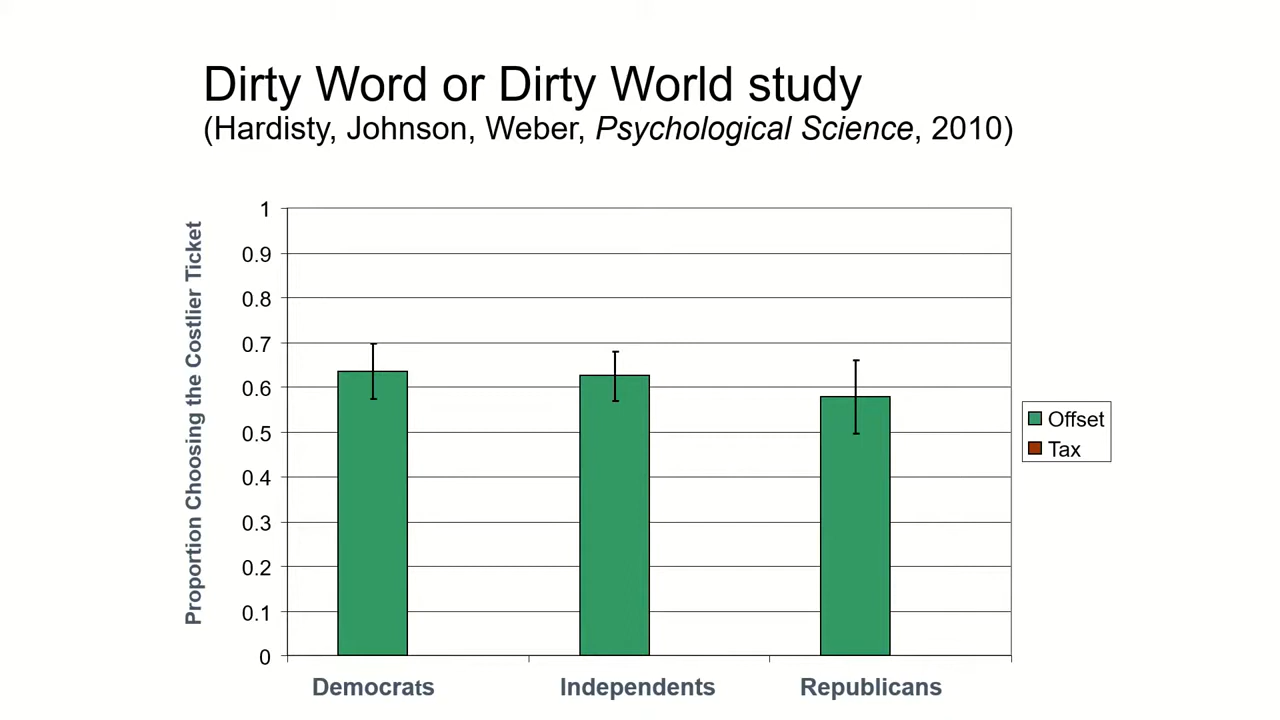 Dirty Word or Dirty World study
(Hardisty, Johnson, Weber, Psychological Science, 2010)
Proportion Choosing the Costlier Ticket
1
0.9
0.8
0.7
0.6
0.5
0.4
0.3
0.2
0.1
0
Democrats
Independents
Republicans
Offset
Tax